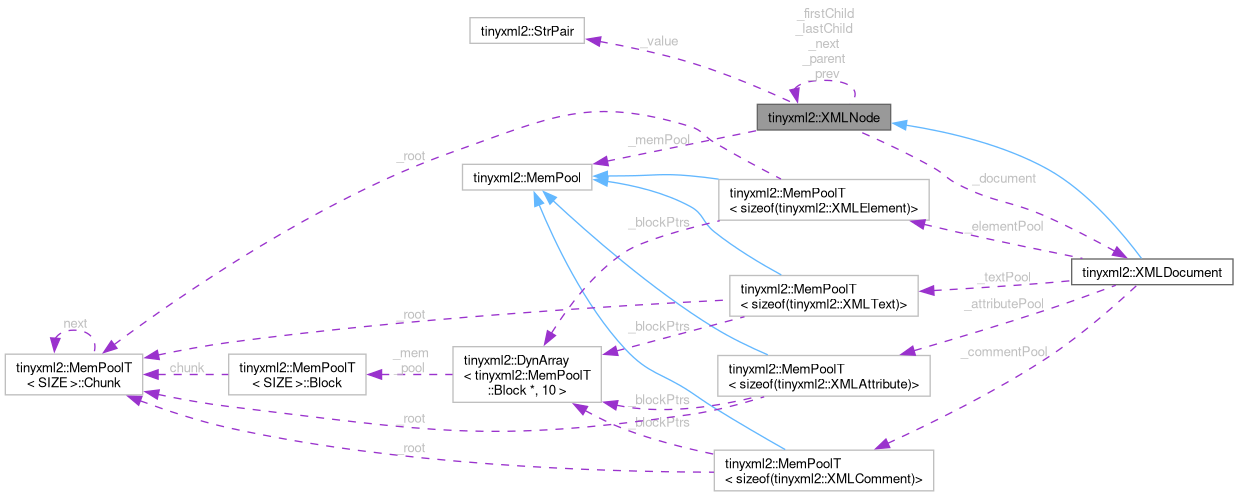 _firstChild
_lastChild
_next
_parent
_prev
tinyxml2::StrPair
_value
tinyxml2::XMLNode
_memPool
_root
tinyxml2::MemPool
_document
tinyxml2::MemPoolT
< sizeof(tinyxml2::XMLElement)>
_blockPtrs
_elementPool
tinyxml2::XMLDocument
_textPool
tinyxml2::MemPoolT
< sizeof(tinyxml2::XMLText)>
_attributePool
_root
_blockPtrs
next
_commentPool
tinyxml2::MemPoolT
< SIZE >::Chunk
chunk
tinyxml2::MemPoolT
< SIZE >::Block
_mem
_pool
tinyxml2::DynArray
< tinyxml2::MemPoolT
::Block *, 10 >
tinyxml2::MemPoolT
< sizeof(tinyxml2::XMLAttribute)>
_blockPtrs
_root
_blockPtrs
_root
tinyxml2::MemPoolT
< sizeof(tinyxml2::XMLComment)>